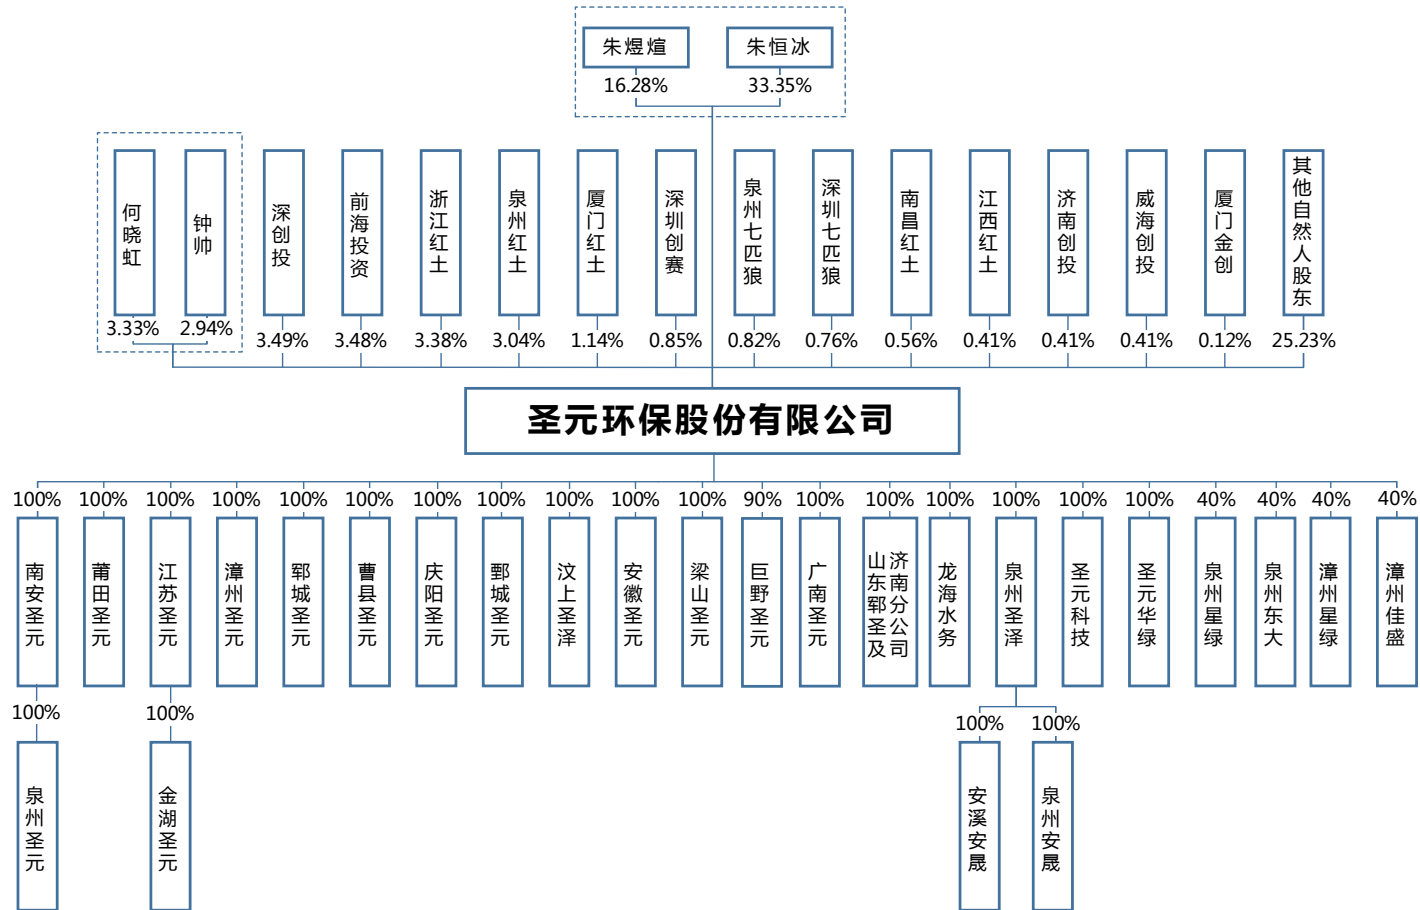 朱煜煊
朱恒冰
16.28%
33.35%
何晓虹
钟帅
深创投
前海投资
浙江红土
泉州红土
厦门红土
深圳创赛
泉州七匹狼
深圳七匹狼
南昌红土
江西红土
济南创投
威海创投
厦门金创
其他自然人股东
3.33%
2.94%
3.49%
3.48%
3.38%
3.04%
1.14%
0.85%
0.82%
0.76%
0.56%
0.41%
0.41%
0.41%
0.12%
25.23%
圣元环保股份有限公司
100%
100%
100%
100%
100%
100%
100%
100%
100%
100%
100%
90%
100%
100%
100%
100%
100%
100%
40%
40%
40%
40%
南安圣元
莆田圣元
江苏圣元
漳州圣元
郓城圣元
曹县圣元
庆阳圣元
鄄城圣元
汶上圣泽
安徽圣元
梁山圣元
巨野圣元
广南圣元
山东郓圣及
济南分公司
龙海水务
泉州圣泽
圣元科技
圣元华绿
泉州星绿
泉州东大
漳州星绿
漳州佳盛
100%
100%
100%
100%
泉州圣元
金湖圣元
安溪安晟
泉州安晟